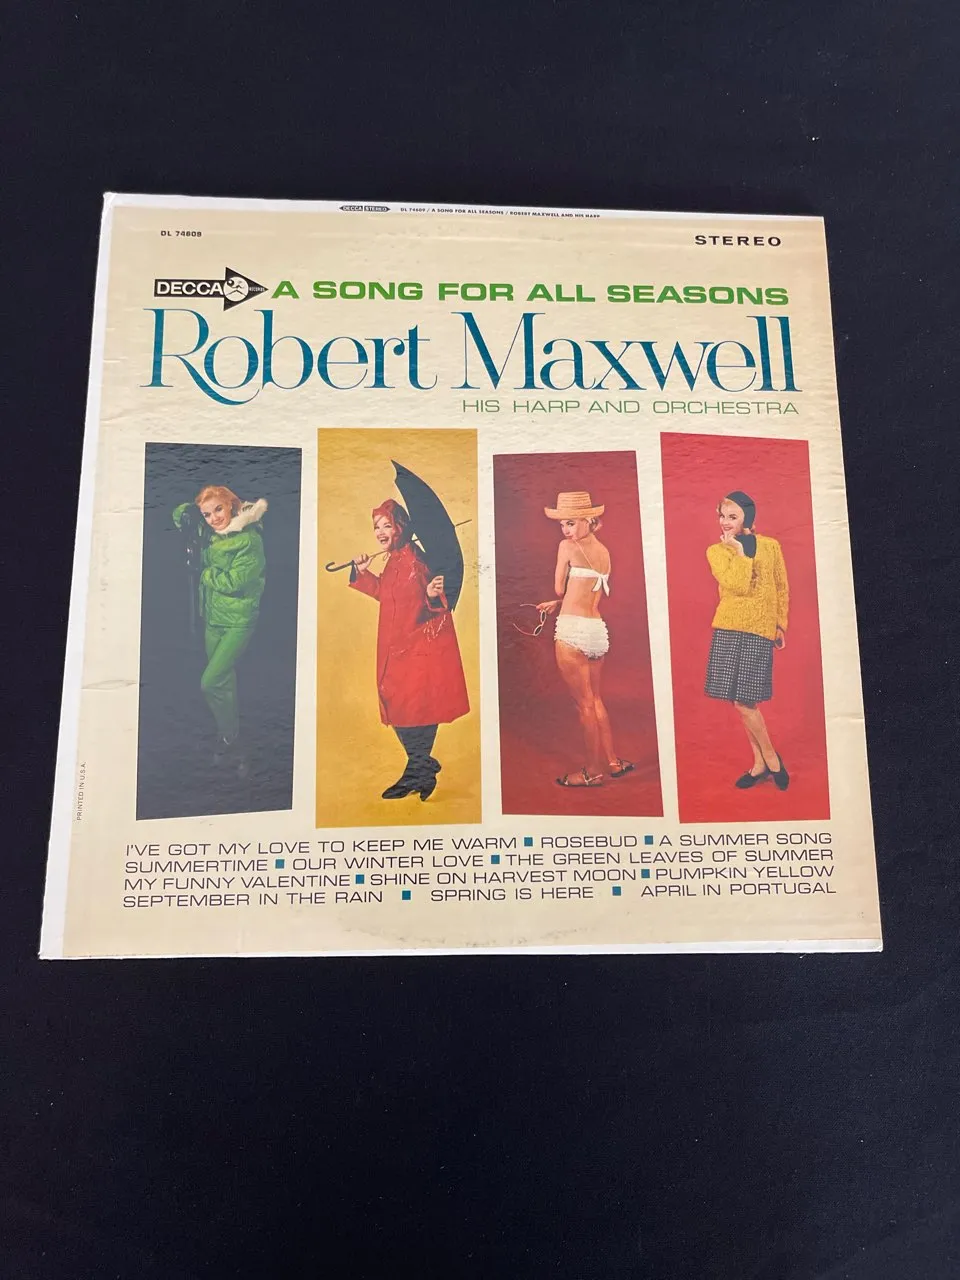 DECCA STEREO DL 74609 / A SONG FOR ALL SEASONS / ROBERT MAXWELL AND HIS HARP
DL 74609
STEREO
DECCA RECORDS A SONG FOR ALL SEASONS
Robert Maxwell
HIS HARP AND ORCHESTRA
PRINTED IN U.S.A.
I'VE GOT MY LOVE TO KEEP ME WARM ■ ROSEBUD ■ A SUMMER SONG
SUMMERTIME ■ OUR WINTER LOVE ■ THE GREEN LEAVES OF SUMMER
MY FUNNY VALENTINE ■ SHINE ON HARVEST MOON ■ PUMPKIN YELLOW
SEPTEMBER IN THE RAIN ■ SPRING IS HERE ■ APRIL IN PORTUGAL